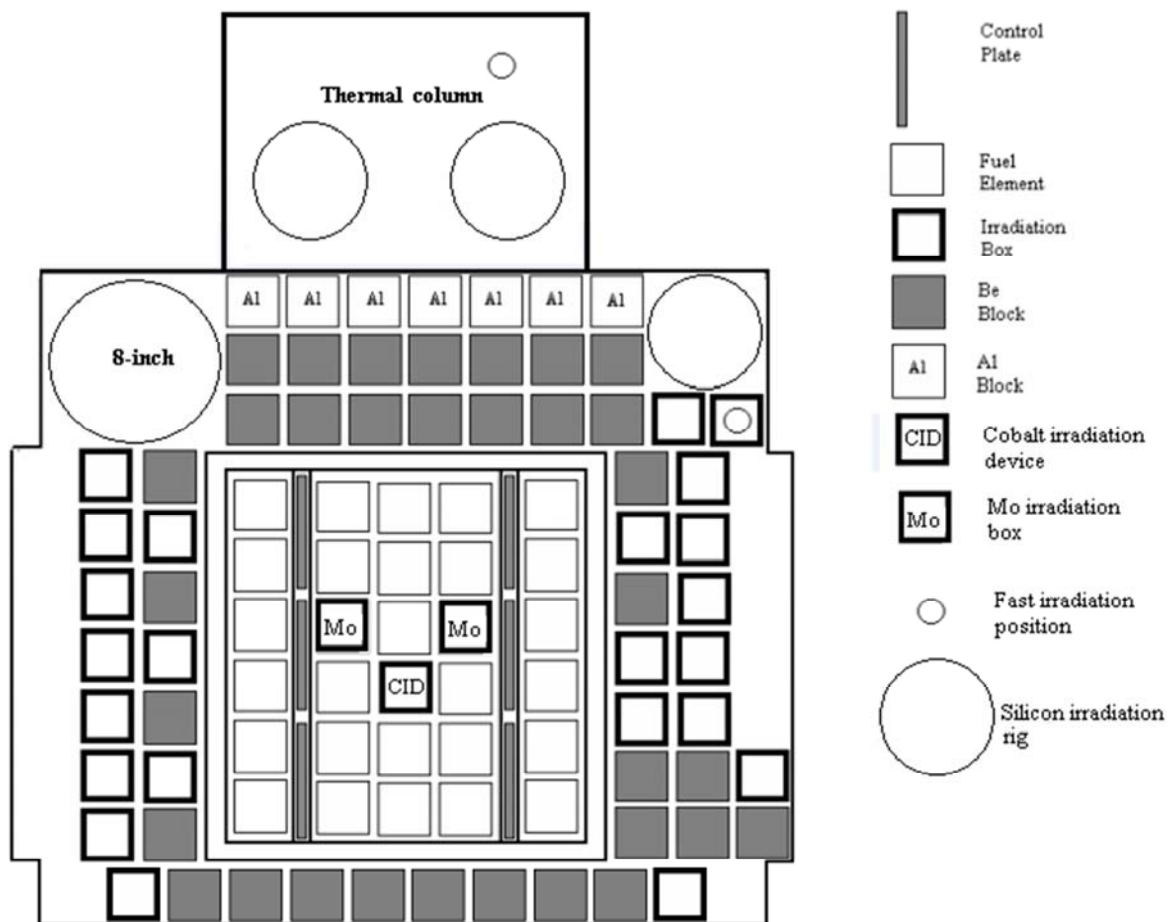 Thermal column
Al Al Al Al Al Al Al
8-inch
Mo Mo
CID
Control
Plate
Fuel
Element
Irradiation
Box
Be
Block
Al
Al
Block
CID
Cobalt irradiation
device
Mo
Mo irradiation
box
Fast irradiation
position
Silicon irradiation
rig